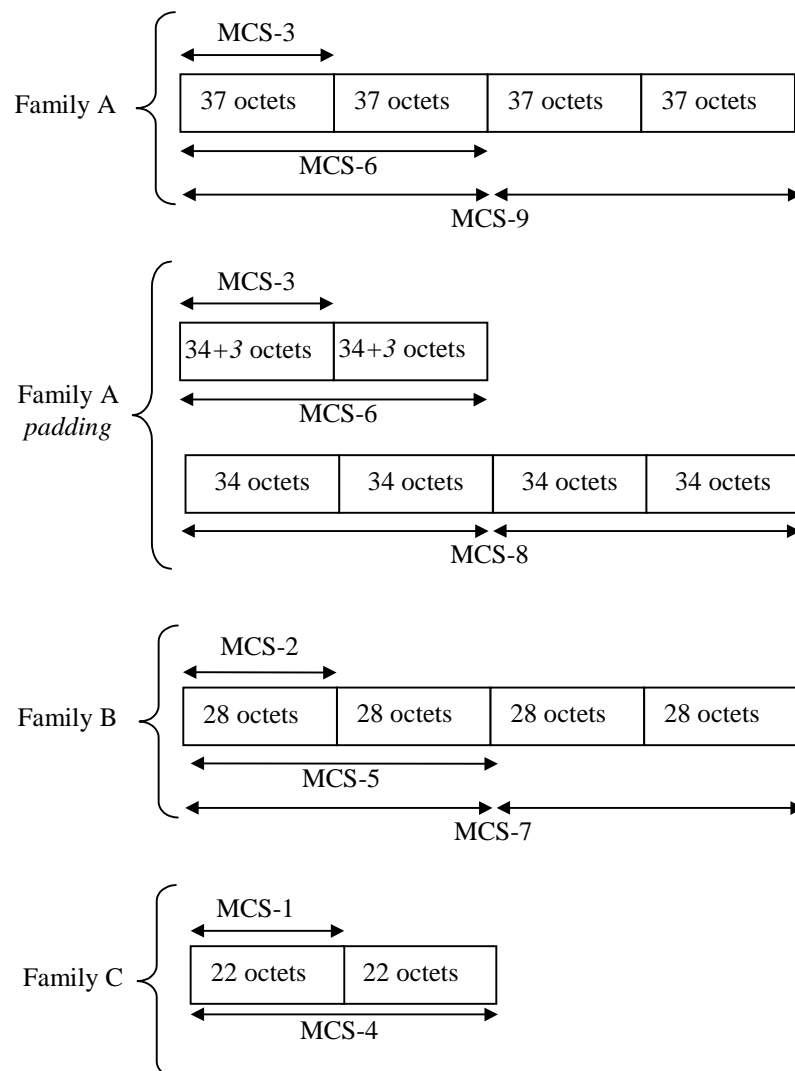 MCS-3
Family A
37 octets 37 octets 37 octets 37 octets
MCS-6
MCS-9
MCS-3
34+3 octets 34+3 octets
Family A
padding
MCS-6
34 octets 34 octets 34 octets 34 octets
MCS-8
MCS-2
Family B
28 octets 28 octets 28 octets 28 octets
MCS-5
MCS-7
MCS-1
Family C
22 octets 22 octets
MCS-4